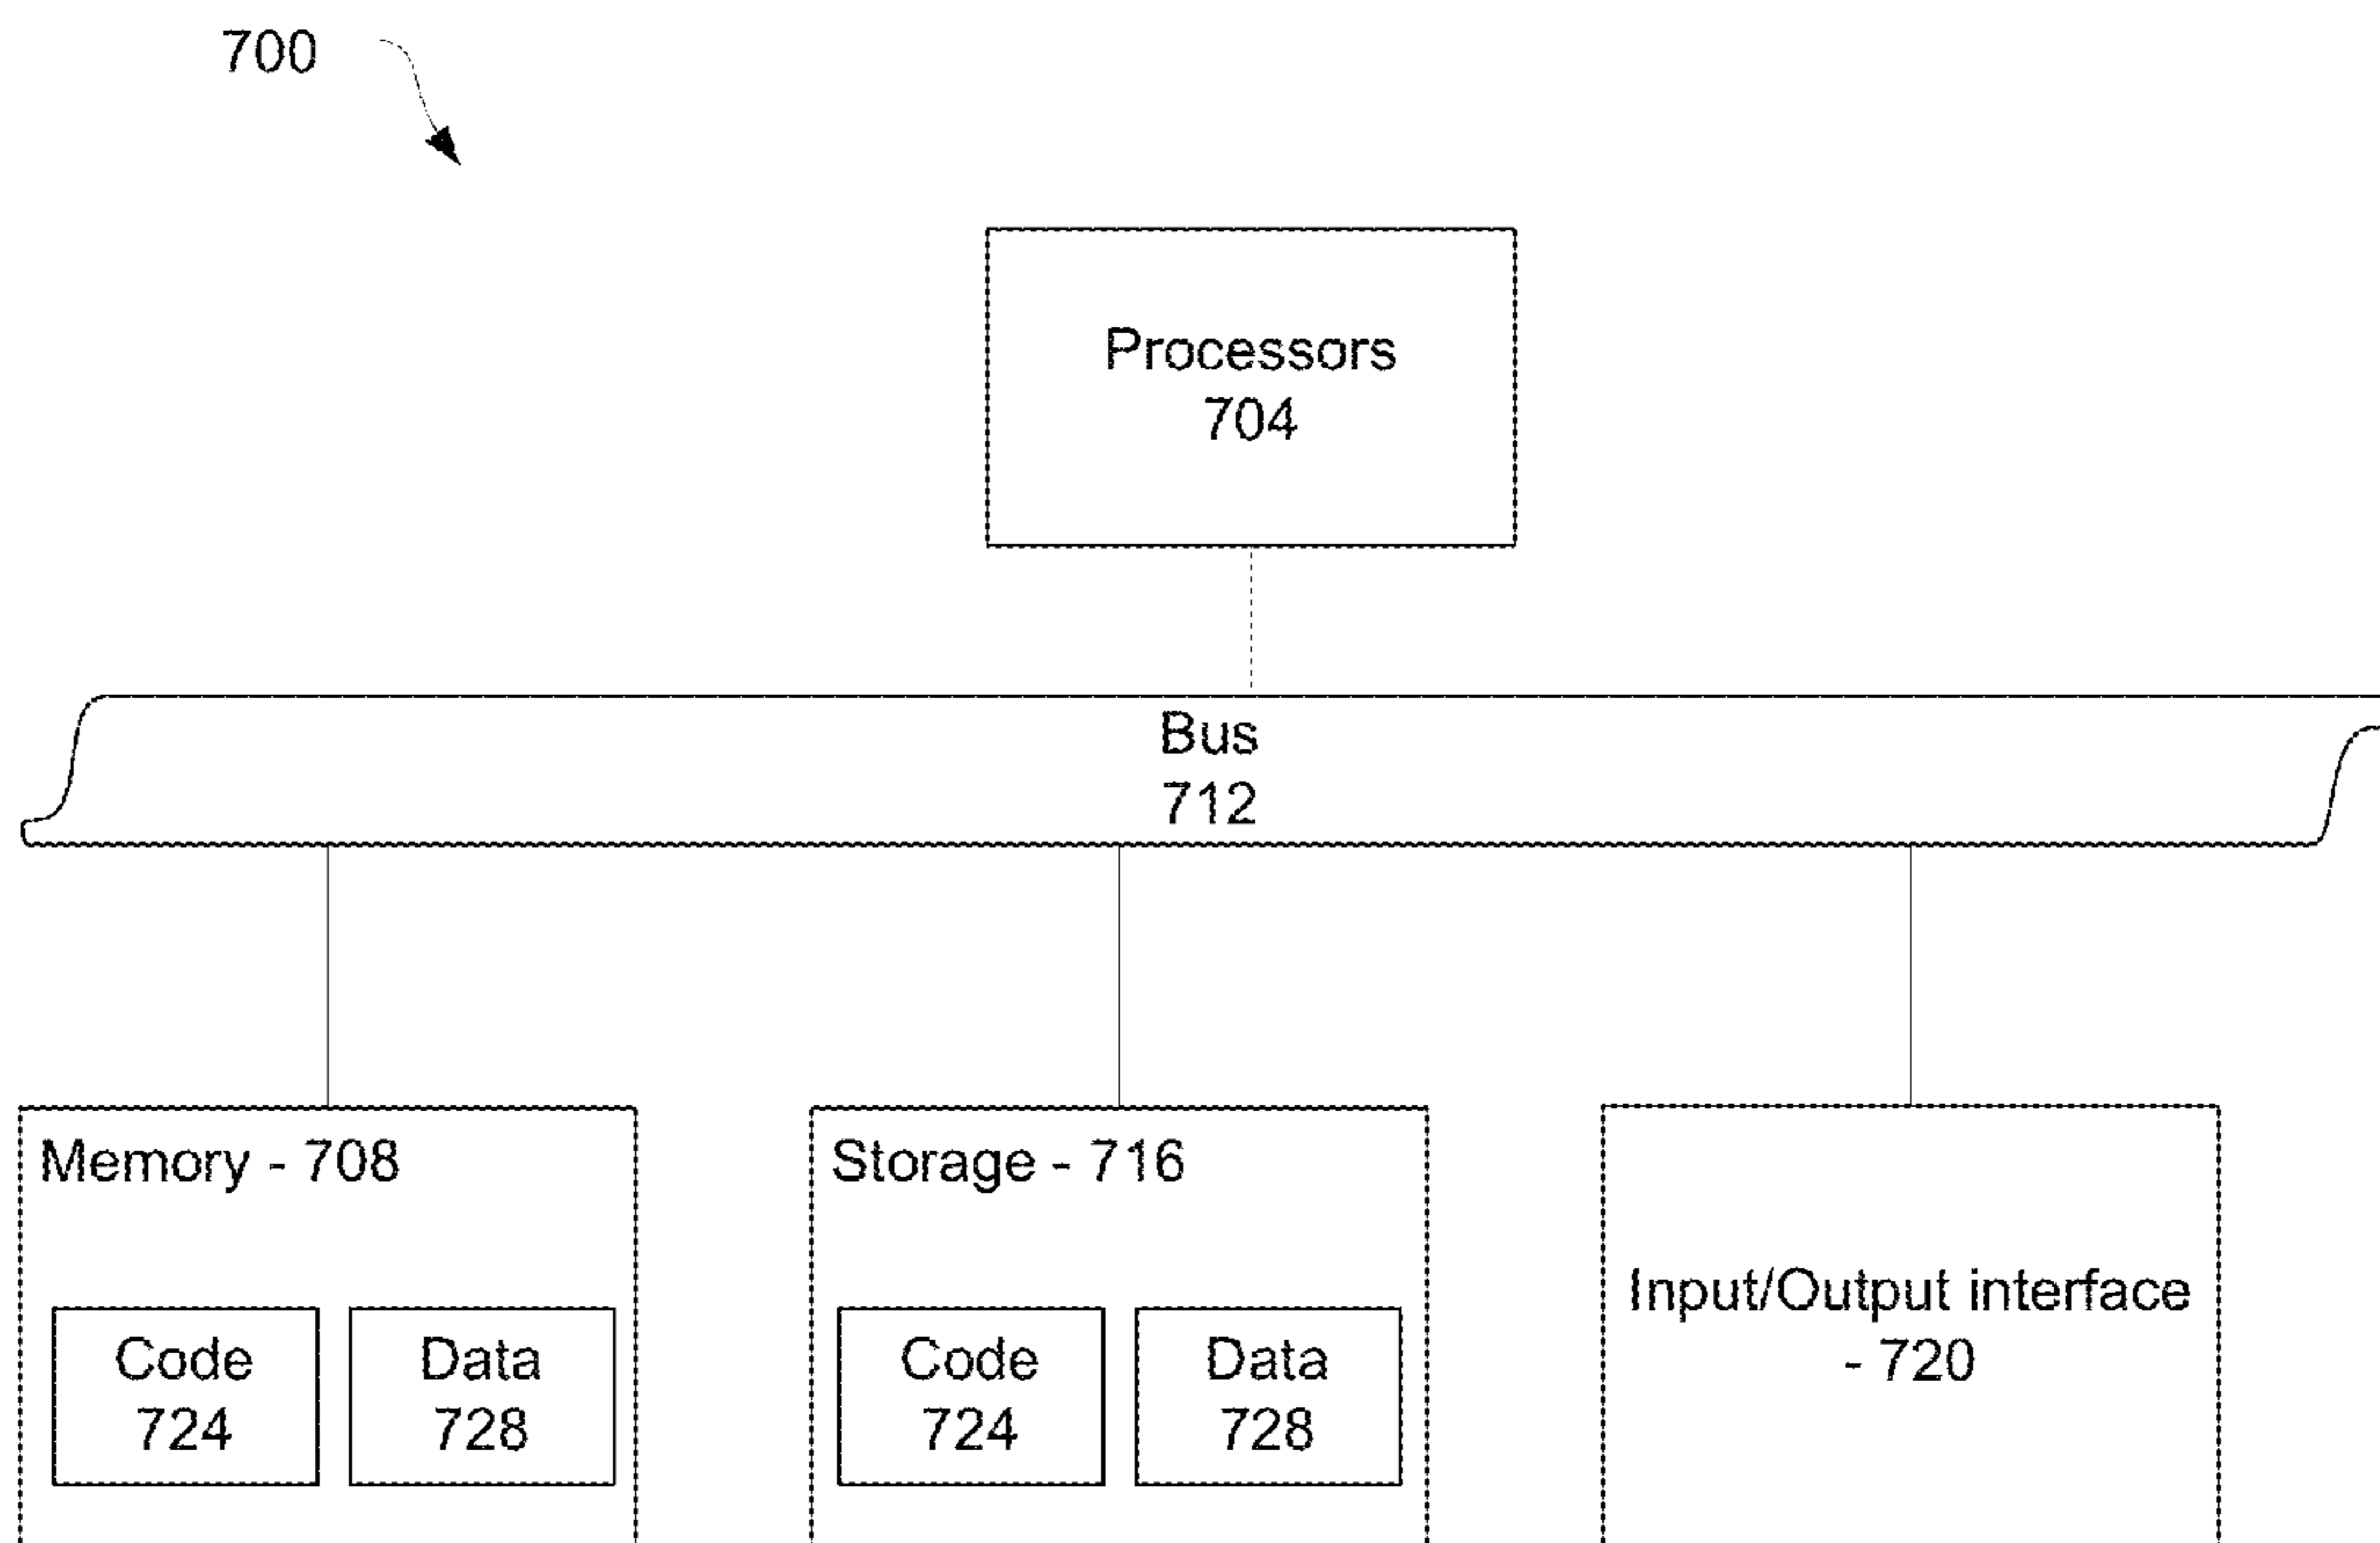 700
Processors
704
Bus
712
Memory - 708
Code
724
Data
728
Storage - 716
Code
724
Data
728
Input/Output interface
- 720